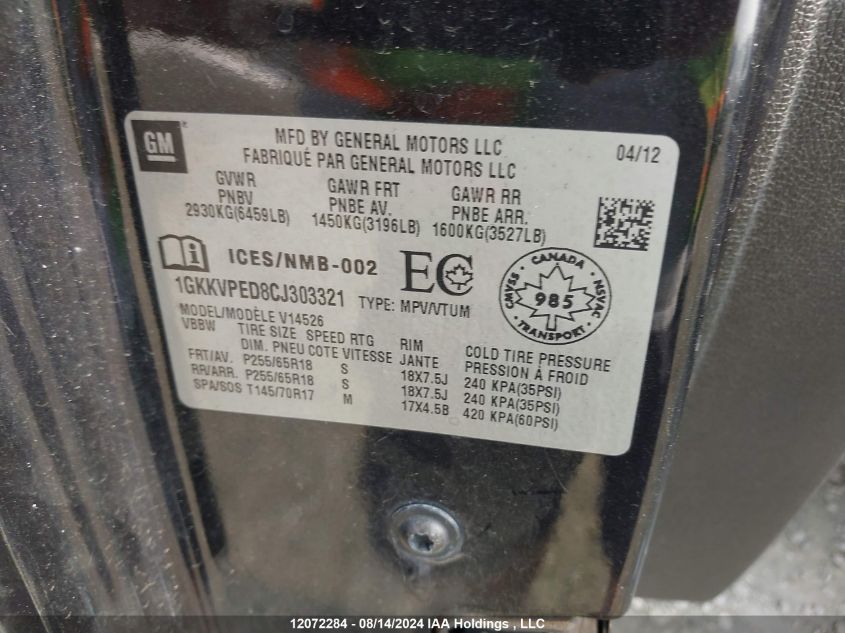 GM
MFD BY GENERAL MOTORS LLC
FABRIQUÉ PAR GENERAL MOTORS LLC
04/12
GVWR GAWR FRT GAWR RR
PNBV PNBE AV. PNBE ARR.
2930KG(6459LB) 1450KG(3196LB) 1600KG(3527LB)
ICES/NMB-002 EC
1GKKVPED8CJ303321 TYPE: MPV/VTUM
CANADA
CMVSS 985 NSVAC
TRANSPORT
MODEL/MODÈLE V14526
VBBW TIRE SIZE SPEED RTG RIM COLD TIRE PRESSURE
DIM. PNEU COTE VITESSE JANTE PRESSION À FROID
FRT/AV. P255/65R18 S 18X7.5J 240 KPA(35PSI)
RR/ARR. P255/65R18 S 18X7.5J 240 KPA(35PSI)
SPA/SOS T145/70R17 M 17X4.5B 420 KPA(60PSI)
12072284 - 08/14/2024 IAA Holdings , LLC